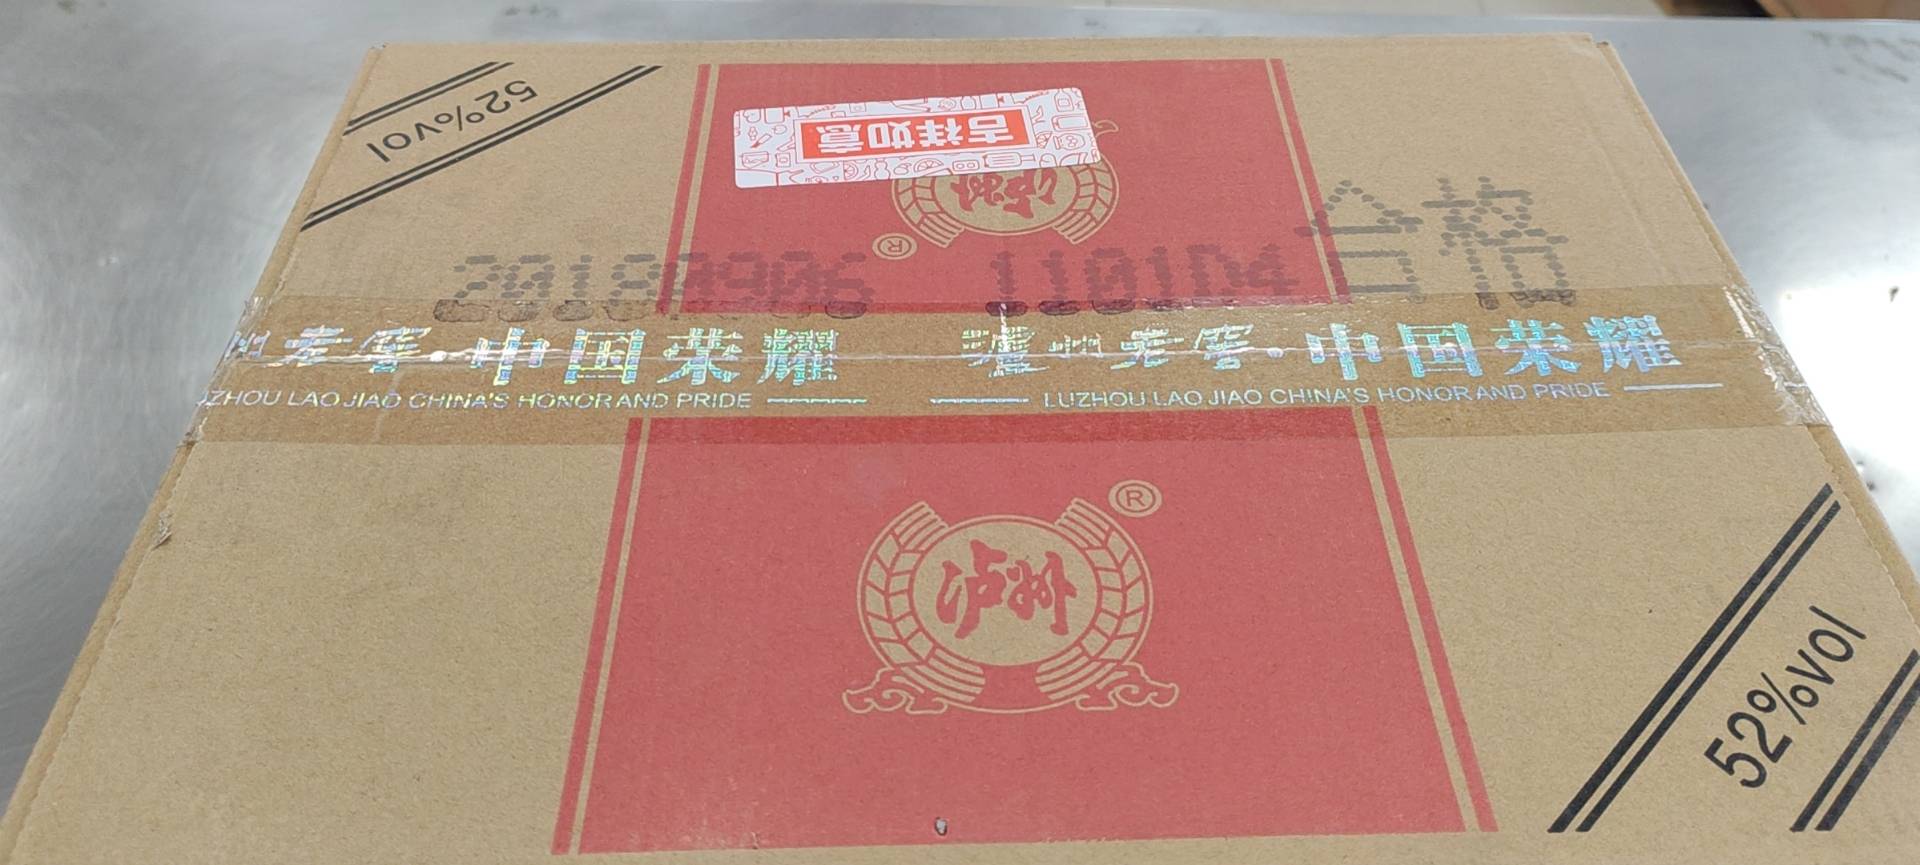 52%vol
吉祥如意
®
20180906 1101D4 合格
州老窖·中国荣耀 泸州老窖·中国荣耀
ZHOU LAO JIAO CHINA'S HONOR AND PRIDE LUZHOU LAO JIAO CHINA'S HONOR AND PRIDE
®
泸州
52%vol